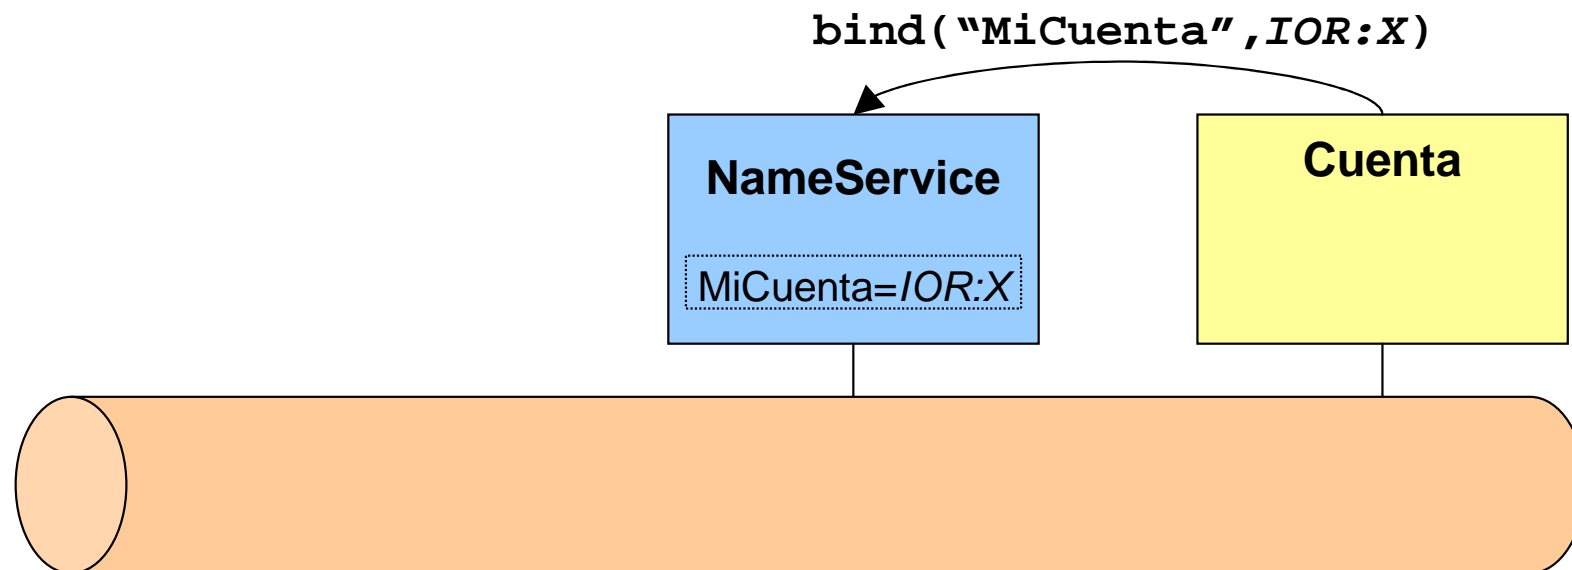 bind(“MiCuenta”,IOR:X)
NameService
Cuenta
MiCuenta=IOR:X